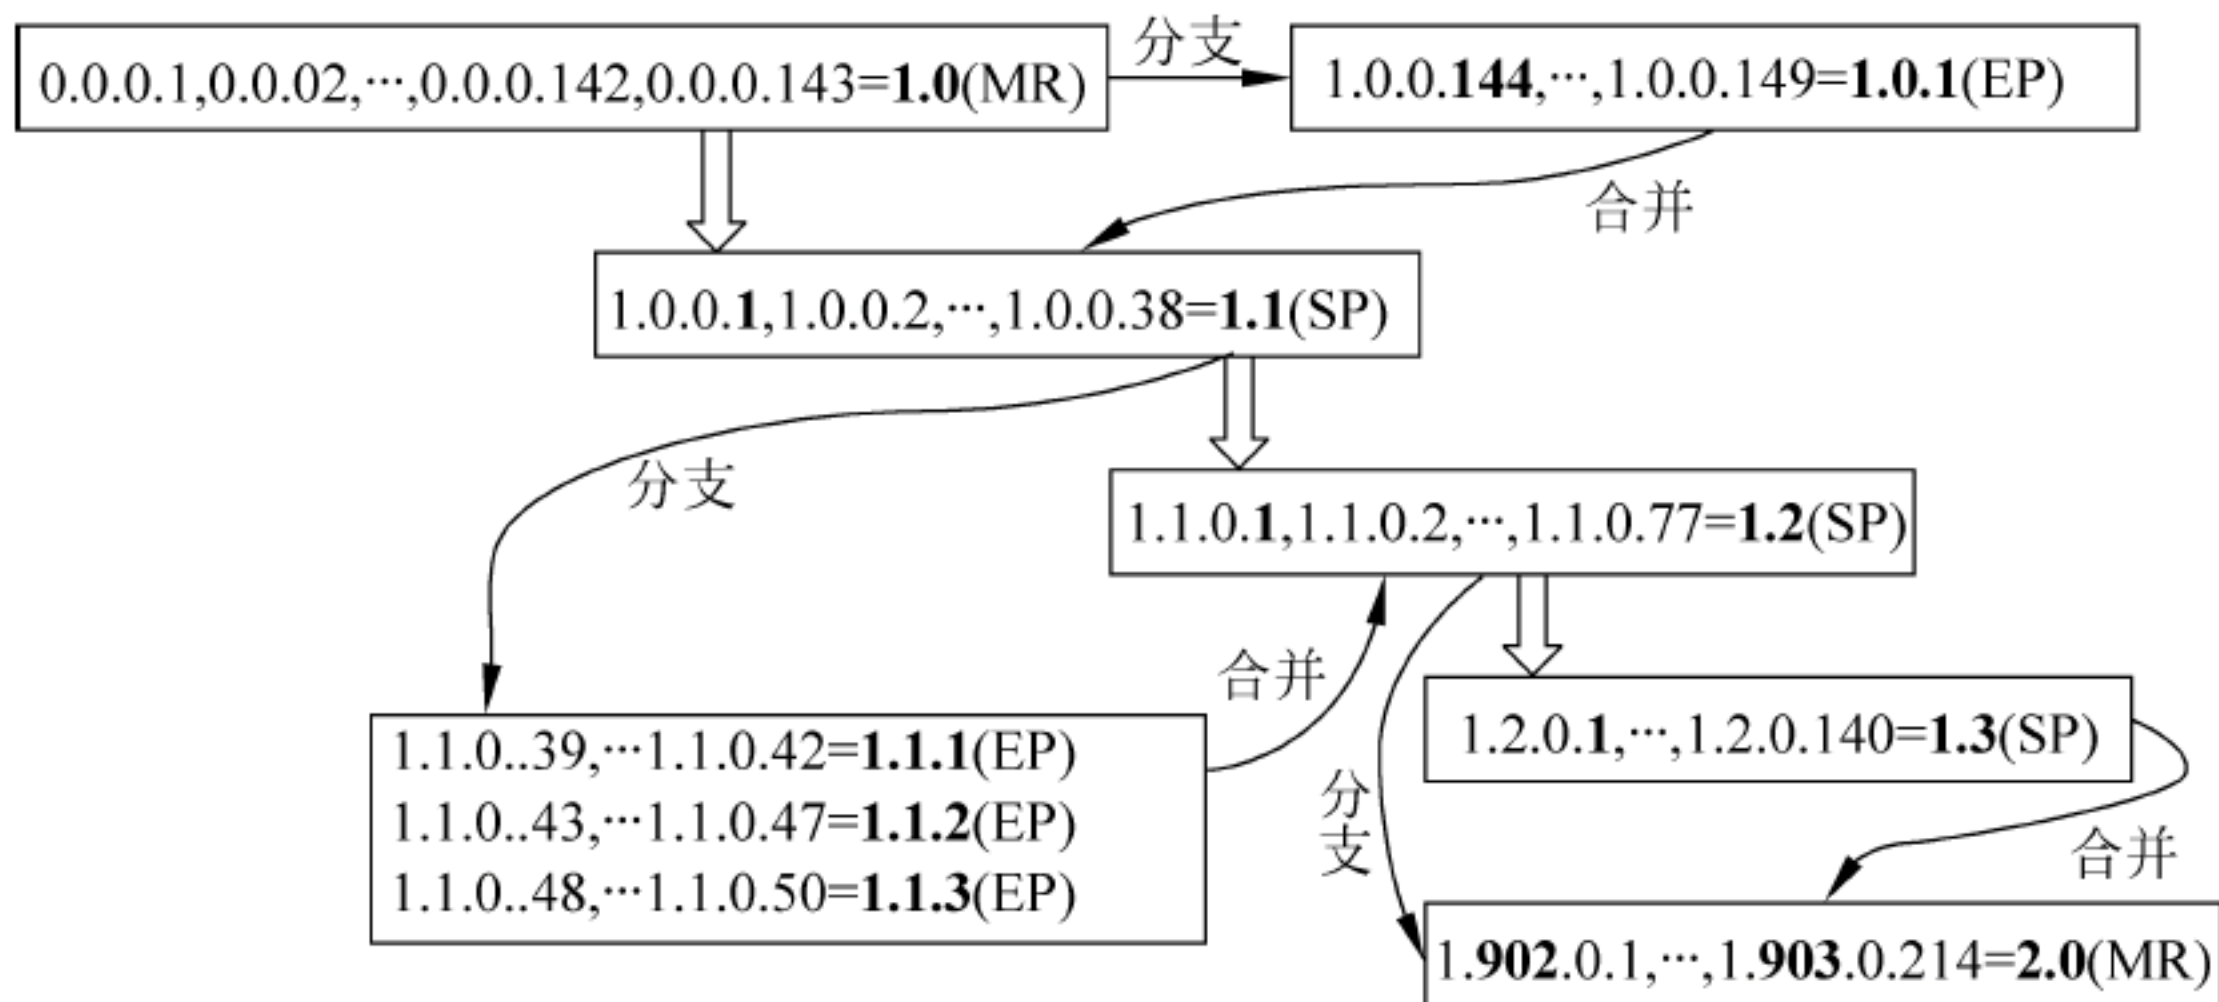 分支
0.0.0.1,0.0.02,···,0.0.0.142,0.0.0.143=1.0(MR)
1.0.0.144,···,1.0.0.149=1.0.1(EP)
合并
1.0.0.1,1.0.0.2,···,1.0.0.38=1.1(SP)
分支
1.1.0.1,1.1.0.2,···,1.1.0.77=1.2(SP)
合并
1.2.0.1,···,1.2.0.140=1.3(SP)
1.1.0..39,···1.1.0.42=1.1.1(EP)
1.1.0..43,···1.1.0.47=1.1.2(EP)
1.1.0..48,···1.1.0.50=1.1.3(EP)
分
支
合并
1.902.0.1,···,1.903.0.214=2.0(MR)